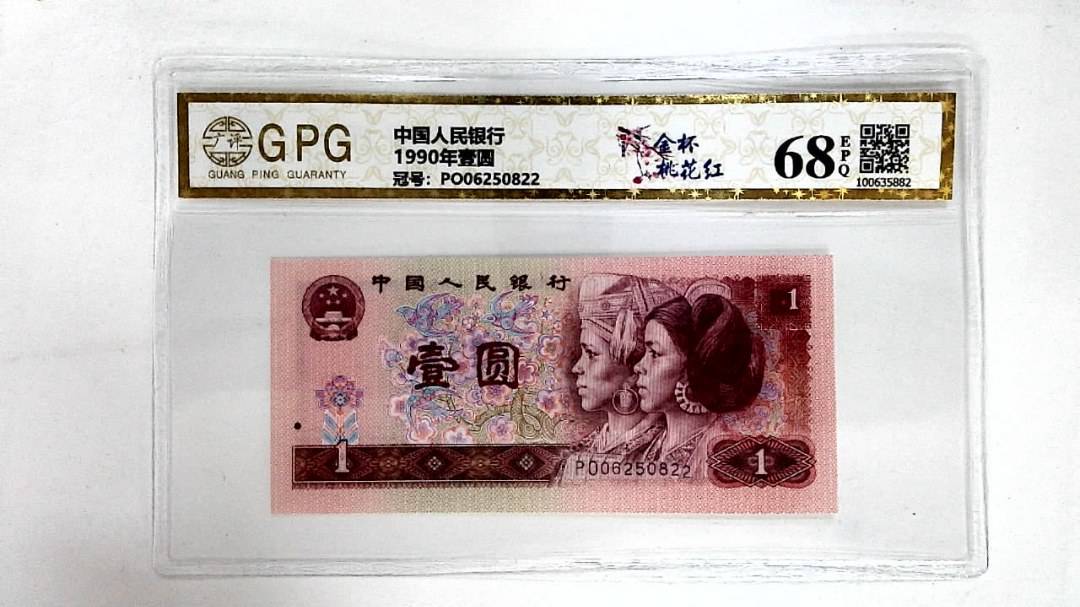 广评
GPG
GUANG PING GUARANTY
中国人民银行
1990年壹圆
冠号：PO06250822
金杯
桃花红
68
EPQ
100635882
中国人民银行
1
壹圆
1
PO06250822
1